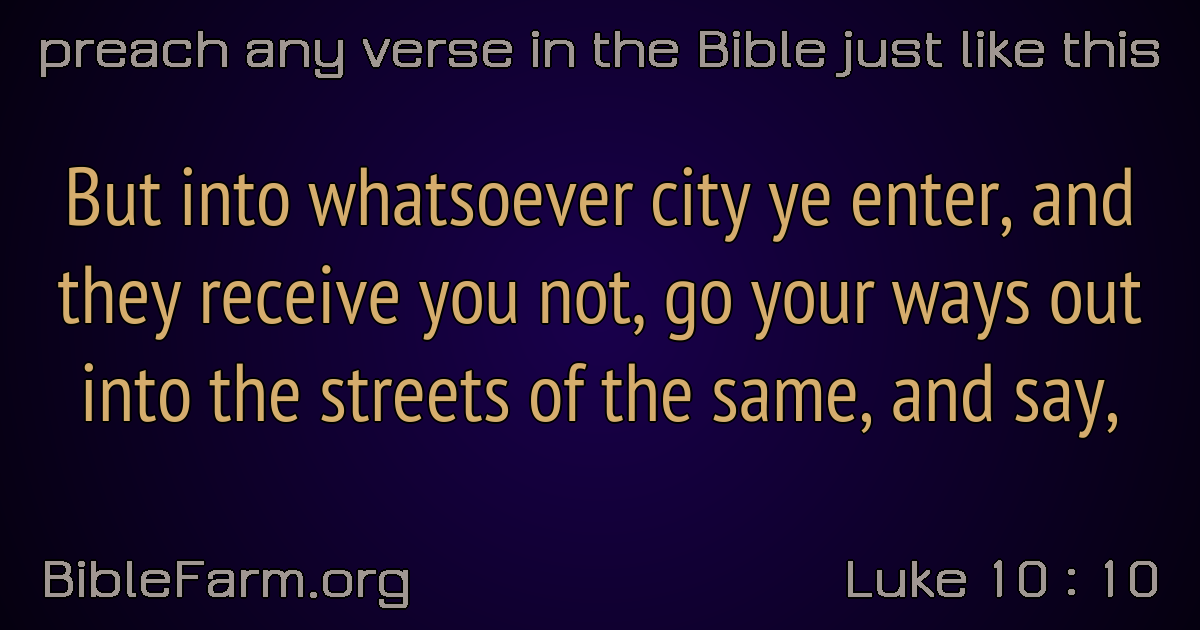 preach any verse in the Bible just like this
But into whatsoever city ye enter, and
they receive you not, go your ways out
into the streets of the same, and say,
BibleFarm.org
Luke 10 : 10